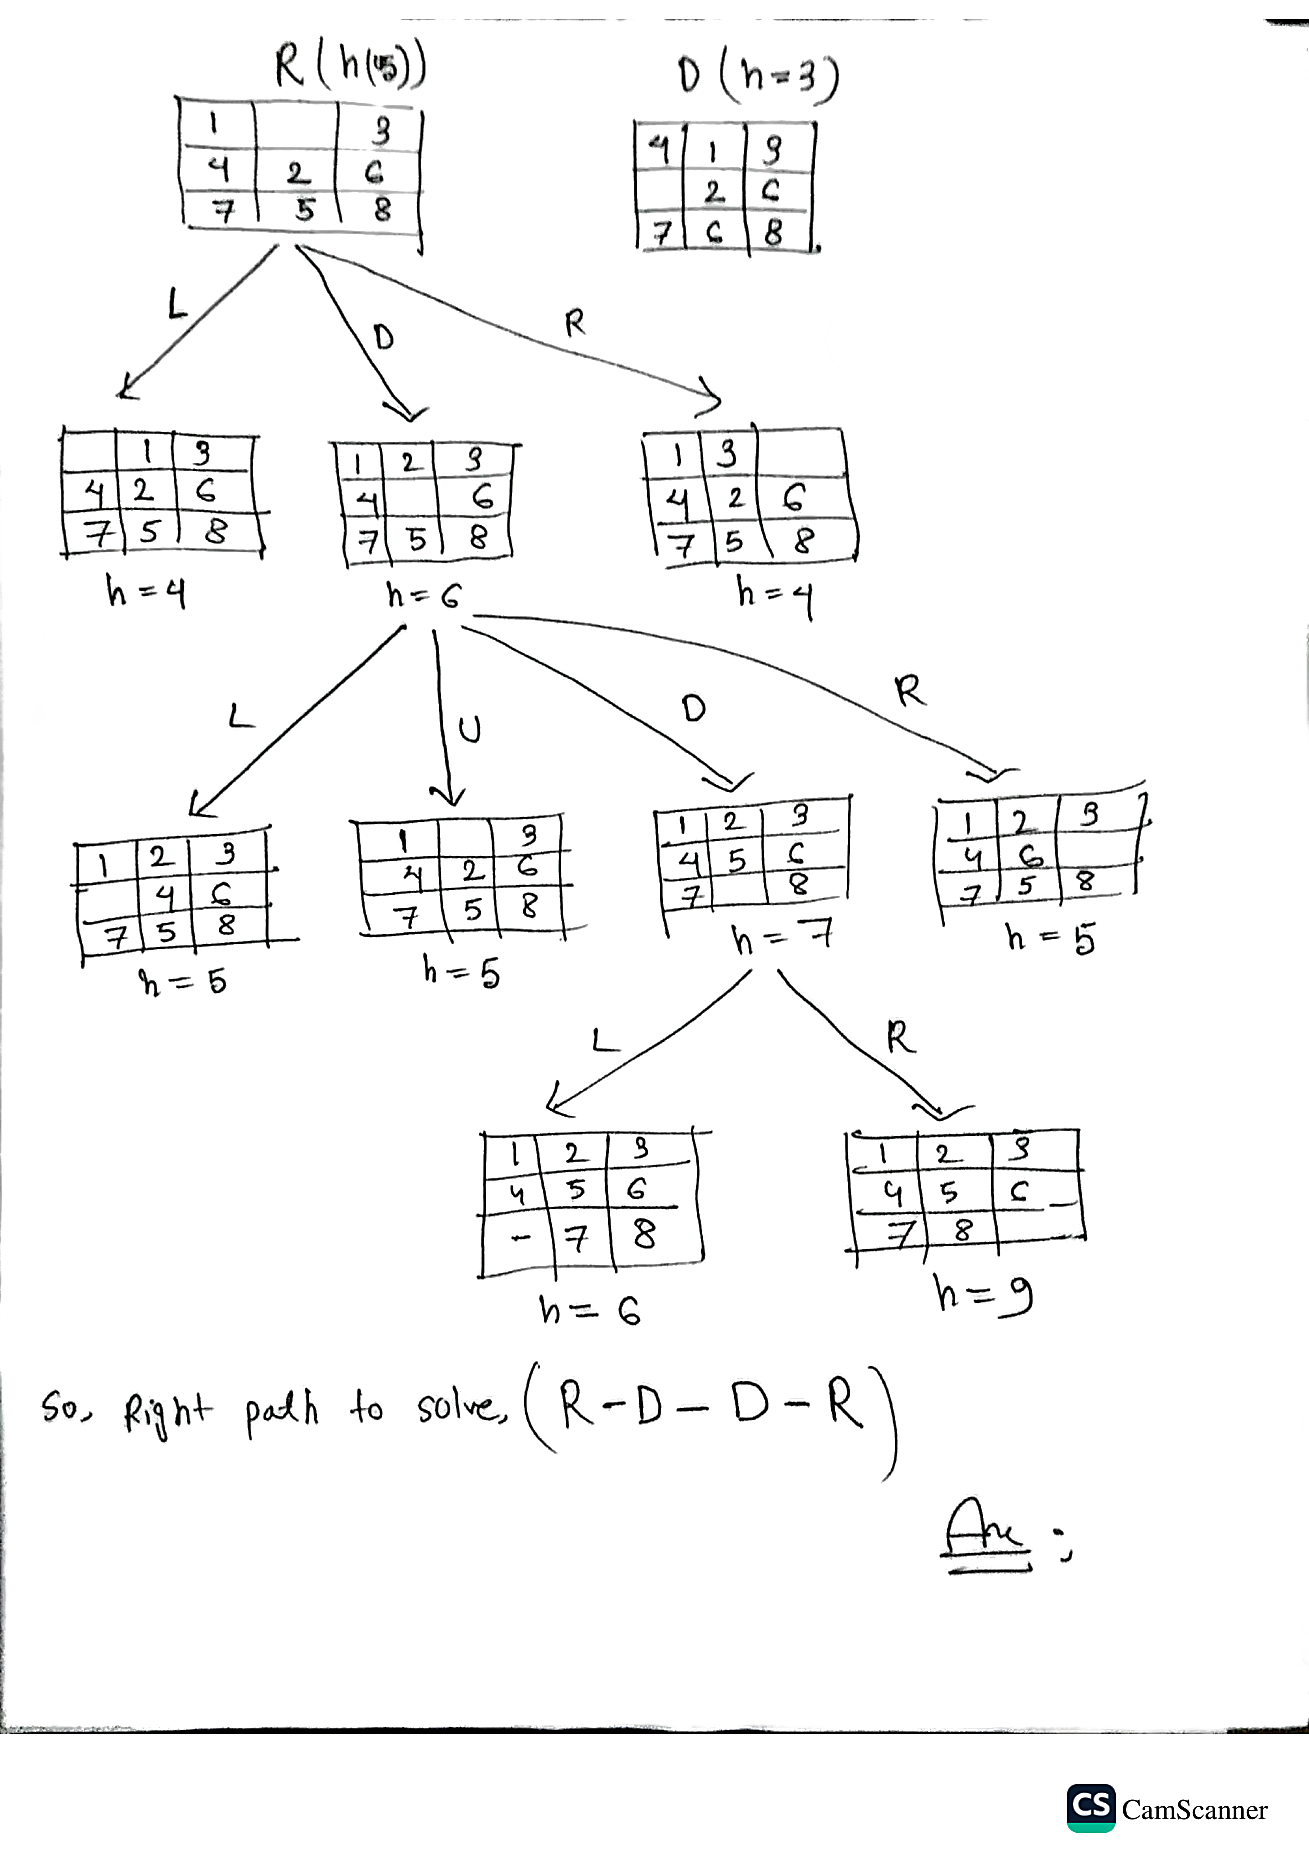 R (h(5)) D (h=3)
1 3
4 2 6
7 5 8
4 1 3
2 6
7 6 8
L D R
1 3
4 2 6
7 5 8
h = 4
1 2 3
4 6
7 5 8
h = 6
1 3
4 2 6
7 5 8
h = 4
L U D R
1 2 3
4 6
7 5 8
h = 5
1 3
4 2 6
7 5 8
h = 5
1 2 3
4 5 6
7 8
h = 7
1 2 3
4 6
7 5 8
h = 5
L R
1 2 3
4 5 6
- 7 8
h = 6
1 2 3
4 5 6
7 8
h = 9
So, Right path to solve, (R-D-D-R)
Ans :
CS CamScanner